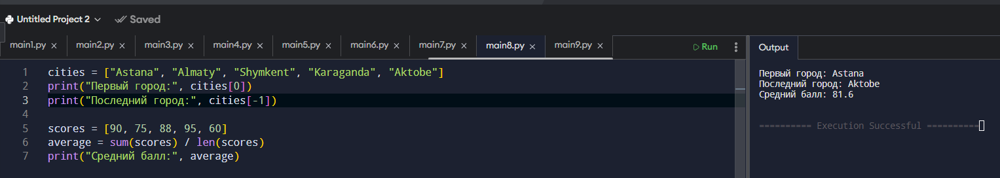 Untitled Project 2 Saved
main1.py × main2.py × main3.py × main4.py × main5.py × main6.py × main7.py × main8.py × main9.py × Run Output
1 cities = ["Astana", "Almaty", "Shymkent", "Karaganda", "Aktobe"]
2 print("Первый город:", cities[0])
3 print("Последний город:", cities[-1])
4
5 scores = [90, 75, 88, 95, 60]
6 average = sum(scores) / len(scores)
7 print("Средний балл:", average)
Первый город: Astana
Последний город: Aktobe
Средний балл: 81.6
========== Execution Successful ==========